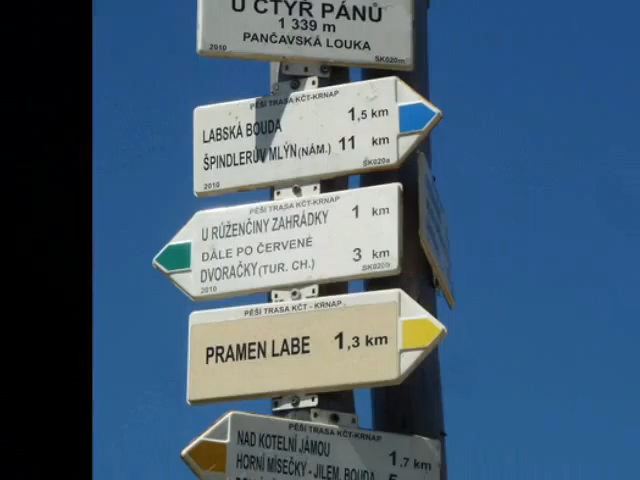 U ČTYŘ PÁNŮ
1 339 m
PANČAVSKÁ LOUKA
2010 SK020m
PĚŠÍ TRASA KČT-KRNAP
LABSKÁ BOUDA 1,5 km
ŠPINDLERŮV MLÝN(NÁM.) 11 km
2010 SK020a
PĚŠÍ TRASA KČT-KRNAP
U RŮŽENČINY ZAHRÁDKY 1 km
DÁLE PO ČERVENÉ
DVORAČKY(TUR. CH.) 3 km
2010 SK020b
PĚŠÍ TRASA KČT - KRNAP
PRAMEN LABE 1,3 km
PĚŠÍ TRASA KČT-KRNAP
NAD KOTELNÍ JÁMOU 1.7 km
HORNÍ MÍSEČKY - JILEM. BOUDA